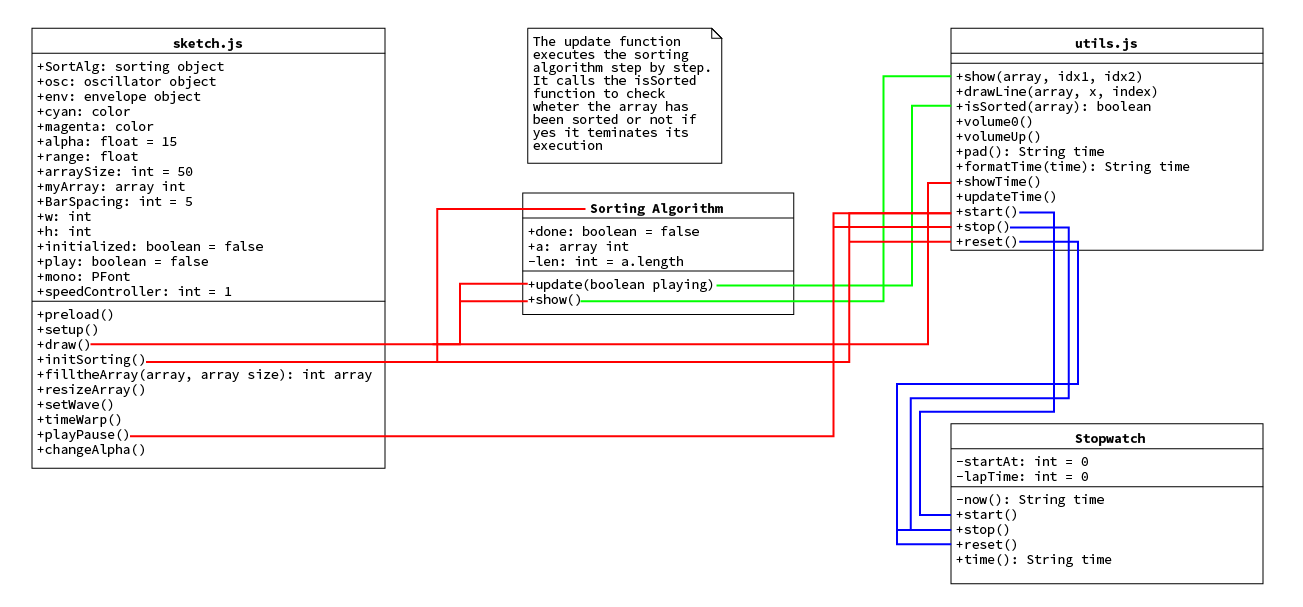 sketch.js
+SortAlg: sorting object
+osc: oscillator object
+env: envelope object
+cyan: color
+magenta: color
+alpha: float = 15
+range: float
+arraySize: int = 50
+myArray: array int
+BarSpacing: int = 5
+w: int
+h: int
+initialized: boolean = false
+play: boolean = false
+mono: PFont
+speedController: int = 1
+preload()
+setup()
+draw()
+initSorting()
+filltheArray(array, array size): int array
+resizeArray()
+setWave()
+timeWarp()
+playPause()
+changeAlpha()
The update function
executes the sorting
algorithm step by step.
It calls the isSorted
function to check
wheter the array has
been sorted or not if
yes it teminates its
execution
Sorting Algorithm
+done: boolean = false
+a: array int
-len: int = a.length
+update(boolean playing)
+show()
utils.js
+show(array, idx1, idx2)
+drawLine(array, x, index)
+isSorted(array): boolean
+volume0()
+volumeUp()
+pad(): String time
+formatTime(time): String time
+showTime()
+updateTime()
+start()
+stop()
+reset()
Stopwatch
-startAt: int = 0
-lapTime: int = 0
-now(): String time
+start()
+stop()
+reset()
+time(): String time